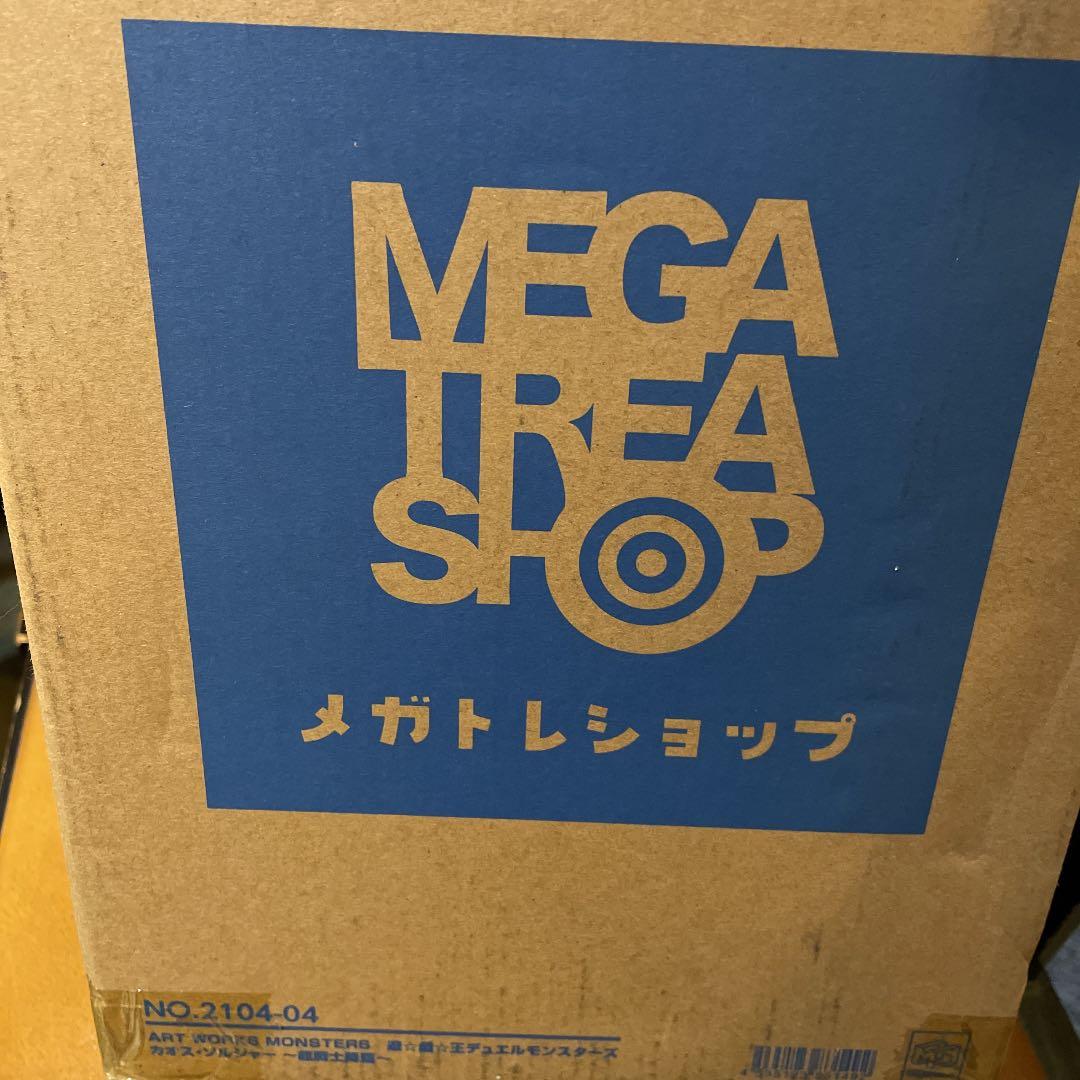 MEGA
TREA
SHOP
メガトレショップ
NO.2104-04
ART WORKS MONSTERS 遊☆戯☆王デュエルモンスターズ
カオス・ソルジャー